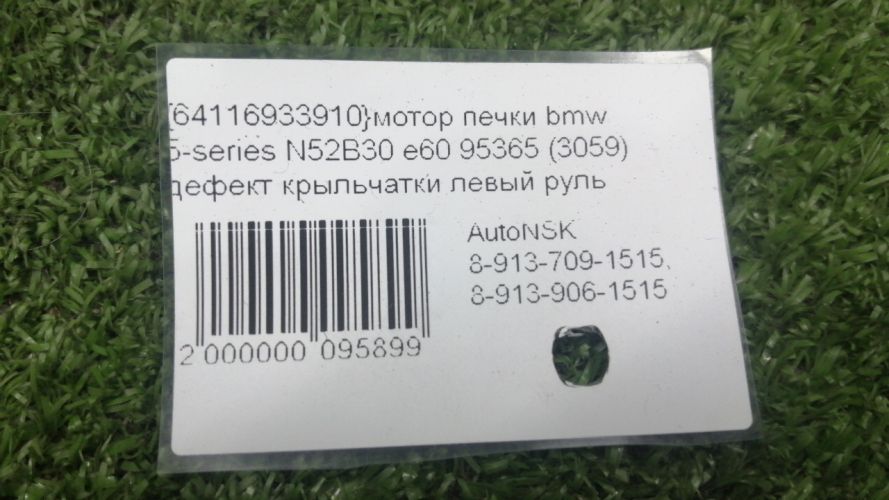 {64116933910}мотор печки bmw
5-series N52B30 e60 95365 (3059)
дефект крыльчатки левый руль
AutoNSK
8-913-709-1515,
8-913-906-1515
2 000000 095899